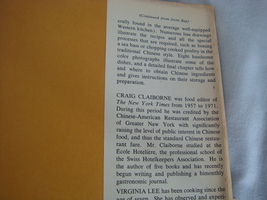 (continued from front flap)
really found in the average well-equipped
Western kitchen). Numerous line drawings
illustrate the recipes and all the special
processes that are required, such as boning
a sea bass or chopping cooked poultry in the
traditional Chinese style. Eight handsome
color photographs illustrate some of the
dishes, and a detailed final chapter tells how
and where to obtain Chinese ingredients
and gives instructions on their storage and
preparation.
CRAIG CLAIBORNE was food editor of
The New York Times from 1957 to 1971.
During this period he was credited by the
Chinese-American Restaurant Association
of Greater New York with significantly
raising the level of public interest in Chinese
food, and thus the standard Chinese restau-
rant fare. Mr. Claiborne studied at the
École Hotelière, the professional school of
the Swiss Hotelkeepers Association. He is
the author of five books and has recently
begun writing and publishing a bimonthly
gastronomic journal.
VIRGINIA LEE has been cooking since the
age of seven. She has observed and experi-